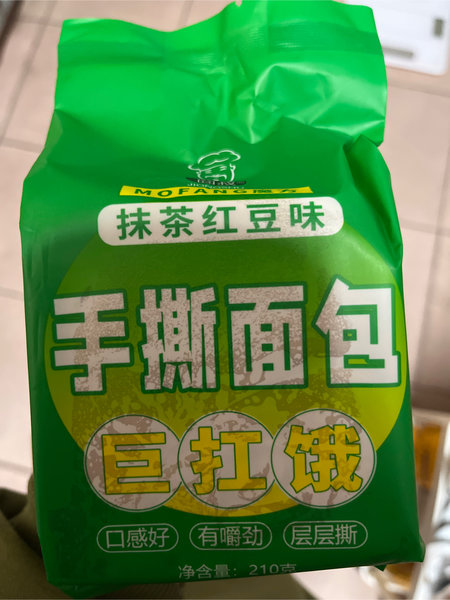 MOFANG魔方
抹茶红豆味
手撕面包
巨扛饿
口感好 有嚼劲 层层撕
净含量：210克